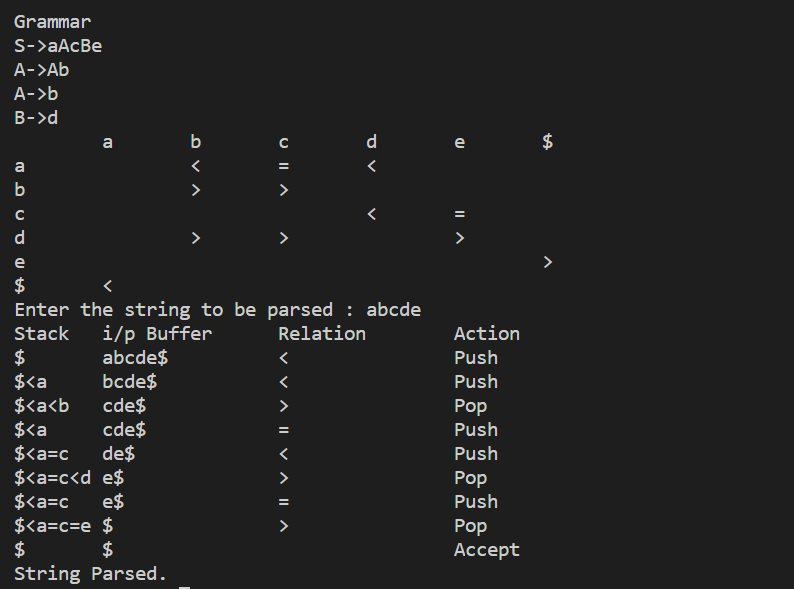 Grammar
S->aAcBe
A->Ab
A->b
B->d
        a       b       c       d       e       $
a               <       =       <
b               >       >
c                               <       =
d               >       >               >
e                                               >
$       <
Enter the string to be parsed : abcde
Stack   i/p Buffer      Relation        Action
$       abcde$          <               Push
$<a     bcde$           <               Push
$<a<b   cde$            >               Pop
$<a     cde$            =               Push
$<a=c   de$             <               Push
$<a=c<d e$              >               Pop
$<a=c   e$              =               Push
$<a=c=e $               >               Pop
$       $                               Accept
String Parsed.